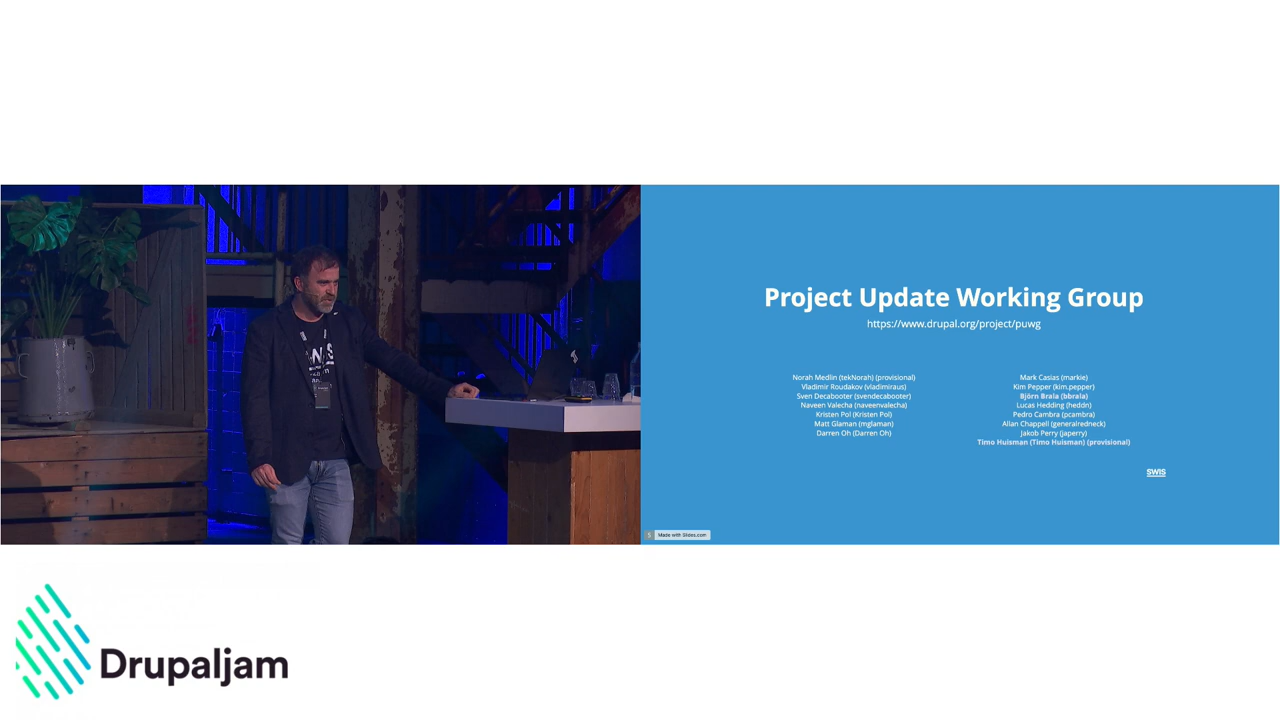 Project Update Working Group
https://www.drupal.org/project/puwg
Norah Medlin (tekNorah) (provisional)
Vladimir Roudakov (vladimiraus)
Sven Decabooter (svendecabooter)
Naveen Valecha (naveenvalecha)
Kristen Pol (Kristen Pol)
Matt Glaman (mglaman)
Darren Oh (Darren Oh)
Mark Casias (markie)
Kim Pepper (kim.pepper)
Björn Brala (bbrala)
Lucas Hedding (heddn)
Pedro Cambra (pcambra)
Allan Chappell (generalredneck)
Jakob Perry (japerry)
Timo Huisman (Timo Huisman) (provisional)
SWIS
Made with Slides.com
Drupaljam